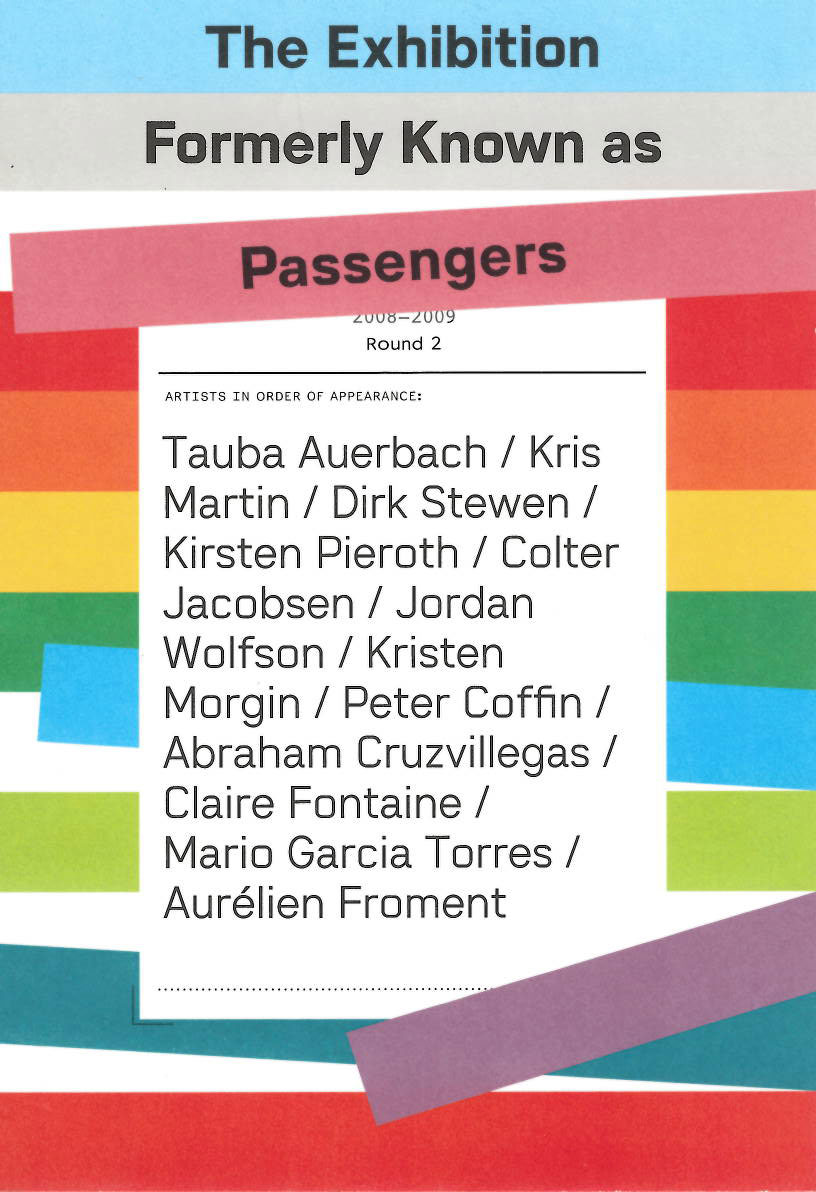 The Exhibition
Formerly Known as
Passengers
2008–2009
Round 2
ARTISTS IN ORDER OF APPEARANCE:
Tauba Auerbach / Kris
Martin / Dirk Stewen /
Kirsten Pieroth / Colter
Jacobsen / Jordan
Wolfson / Kristen
Morgin / Peter Coffin /
Abraham Cruzvillegas /
Claire Fontaine /
Mario Garcia Torres /
Aurélien Froment